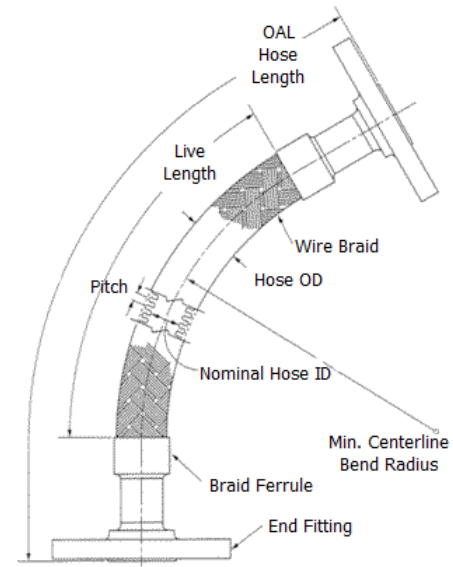 OAL
Hose
Length
Live
Length
Wire Braid
Hose OD
Pitch
Nominal Hose ID
Min. Centerline
Bend Radius
Braid Ferrule
End Fitting